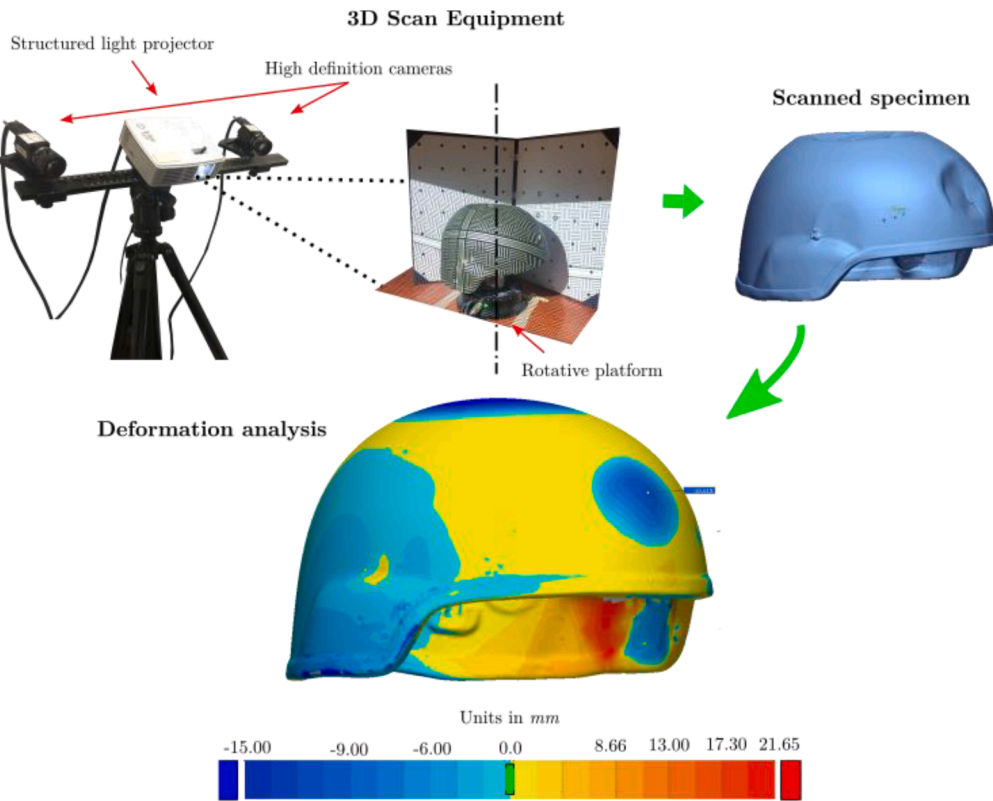 3D Scan Equipment
Structured light projector
High definition cameras
Scanned specimen
Rotative platform
Deformation analysis
Units in mm
-15.00 -9.00 -6.00 0.0 8.66 13.00 17.30 21.65